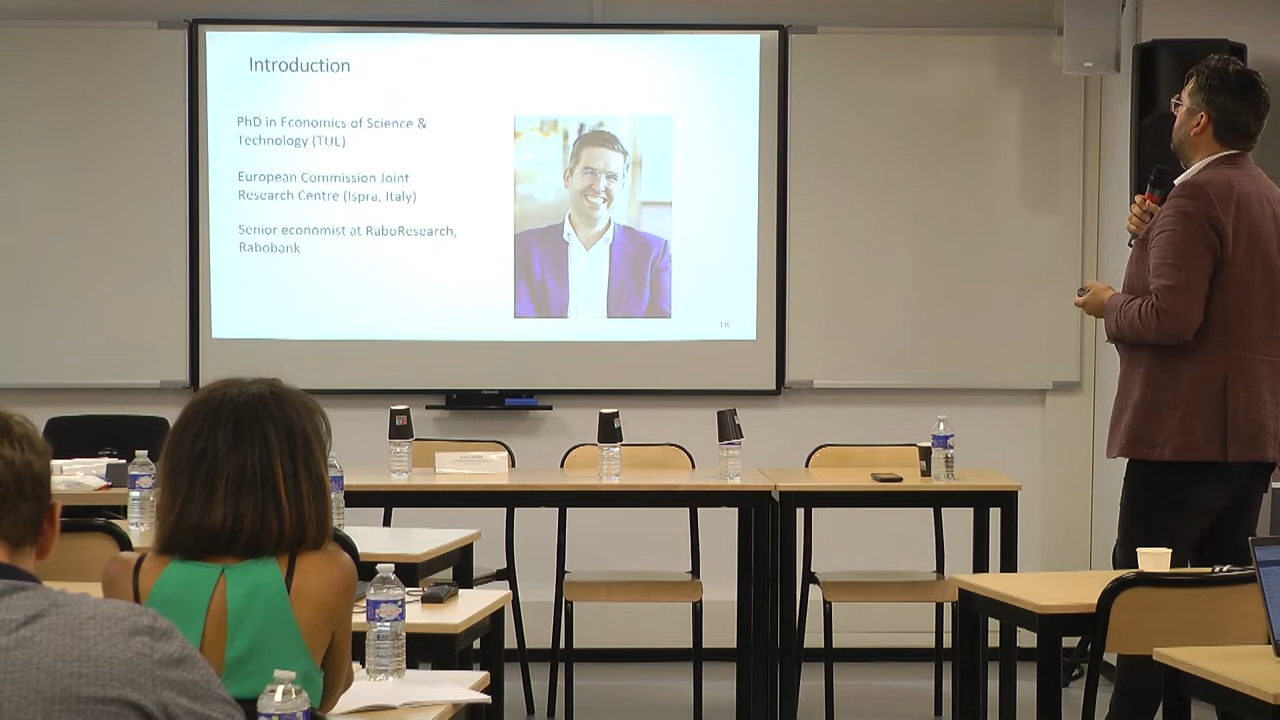 Introduction
PhD in Economics of Science &
Technology (TUL)
European Commission Joint
Research Centre (Ispra, Italy)
Senior economist at RaboResearch,
Rabobank
18